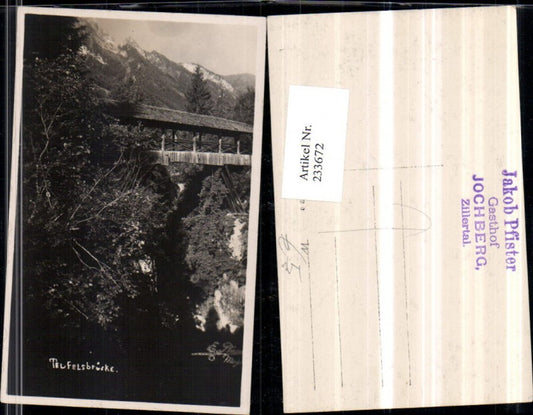 Teufelsbrücke.
Artikel Nr.
233672
Jakob Pfister
Gasthof
JOCHBERG,
Zillertal.